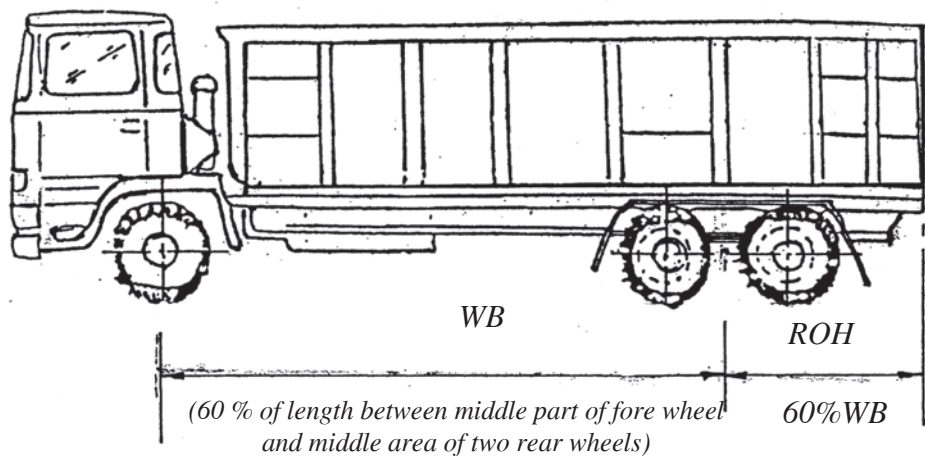 WB
ROH
(60 % of length between middle part of fore wheel
and middle area of two rear wheels)
60%WB